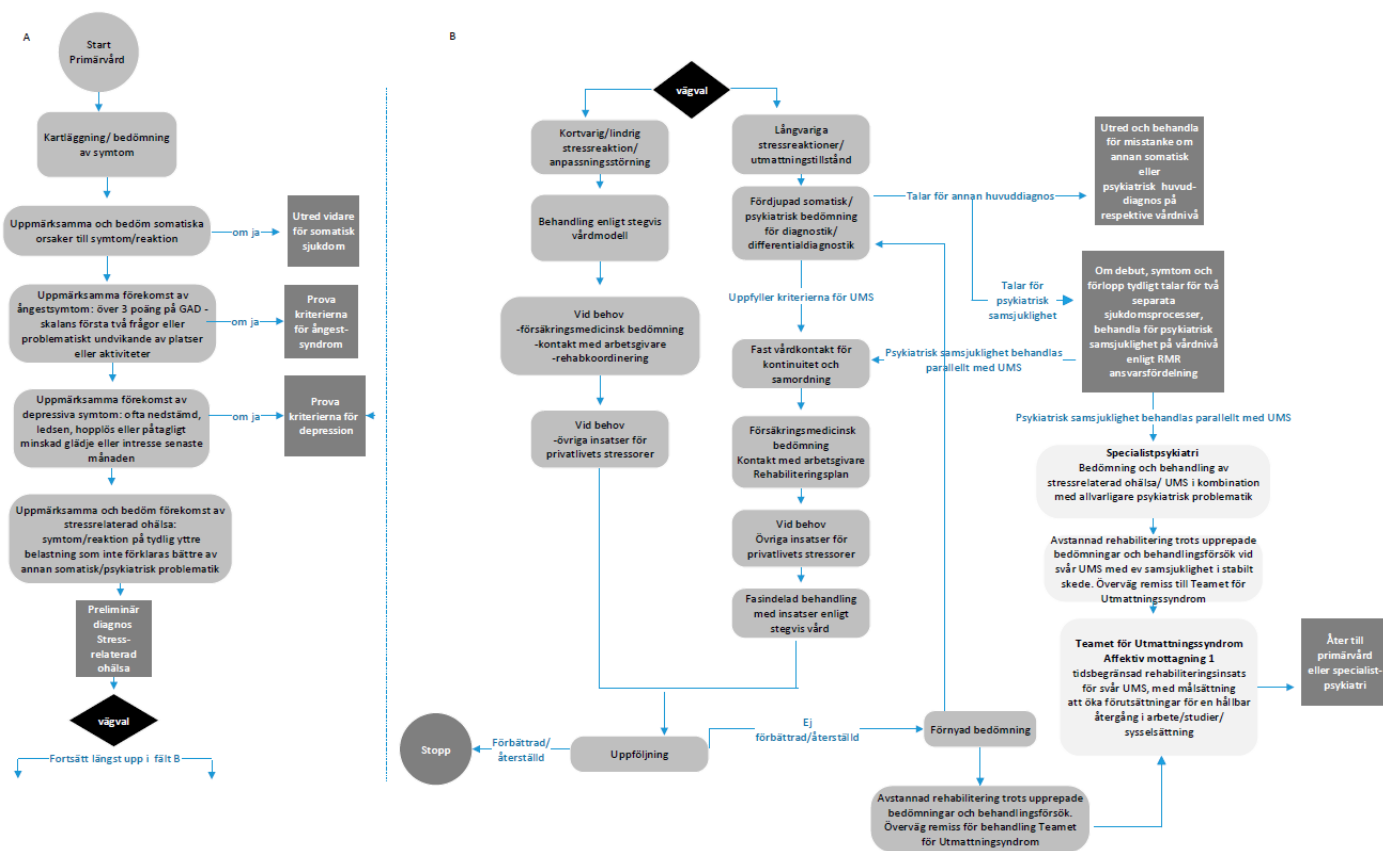 A
Start
Primärvård
Kartläggning/ bedömning
av symtom
Uppmärksamma och bedöm somatiska
orsaker till symtom/reaktion
om ja
Utred vidare
för somatisk
sjukdom
Uppmärksamma förekomst av
ångestsymtom: över 3 poäng på GAD -
skalans första två frågor eller
problematiskt undvikande av platser
eller aktiviteter
om ja
Prova
kriterierna
för ångest-
syndrom
Uppmärksamma förekomst av
depressiva symtom: ofta nedstämd,
ledsen, hopplös eller påtagligt
minskad glädje eller intresse senaste
månaden
om ja
Prova
kriterierna för
depression
Uppmärksamma och bedöm förekomst av
stressrelaterad ohälsa:
symtom/reaktion på tydlig yttre
belastning som inte förklaras bättre av
annan somatisk/psykiatrisk problematik
Preliminär
diagnos
Stress-
relaterad
ohälsa
vägval
Fortsätt längst upp i fält B
B
vägval
Kortvarig/lindrig
stressreaktion/
anpassningsstörning
Behandling enligt stegvis
vårdmodell
Vid behov
-försäkringsmedicinsk bedömning
-kontakt med arbetsgivare
-rehabkoordinering
Vid behov
-övriga insatser för
privatlivets stressorer
Långvariga
stressreaktioner/
utmattningstillstånd
Fördjupad somatisk/
psykiatrisk bedömning
för diagnostik/
differentialdiagnostik
Talar för annan huvuddiagnos
Utred och behandla
för misstanke om
annan somatisk
eller
psykiatrisk huvud-
diagnos på
respektive vårdnivå
Talar för
psykiatrisk
samsjuklighet
Om debut, symtom och
förlopp tydligt talar för två
separata
sjukdomsprocesser,
behandla för psykiatrisk
samsjuklighet på vårdnivå
enligt RMR
ansvarsfördelning
Uppfyller kriterierna för UMS
Psykiatrisk samsjuklighet behandlas
parallellt med UMS
Fast vårdkontakt för
kontinuitet och
samordning
Försäkringsmedicinsk
bedömning
Kontakt med arbetsgivare
Rehabiliteringsplan
Vid behov
Övriga insatser för
privatlivets stressorer
Fasindelad behandling
med insatser enligt
stegvis vård
Psykiatrisk samsjuklighet behandlas parallellt med UMS
Specialistpsykiatri
Bedömning och behandling av
stressrelaterad ohälsa/ UMS i kombination
med allvarligare psykiatrisk problematik
Avstannad rehabilitering trots upprepade
bedömningar och behandlingsförsök vid
svår UMS med ev samsjuklighet i stabilt
skede. Överväg remiss till Teamet för
Utmattningssyndrom
Teamet för Utmattningssyndrom
Affektiv mottagning 1
tidsbegränsad rehabiliteringsinsats
för svår UMS, med målsättning
att öka förutsättningar för en hållbar
återgång i arbete/studier/
sysselsättning
Åter till
primärvård
eller specialist-
psykiatri
Uppföljning
Förbättrad/
återställd
Stopp
Ej
förbättrad/återställd
Förnyad bedömning
Avstannad rehabilitering trots upprepade
bedömningar och behandlingsförsök.
Överväg remiss för behandling Teamet
för Utmattningsyndrom